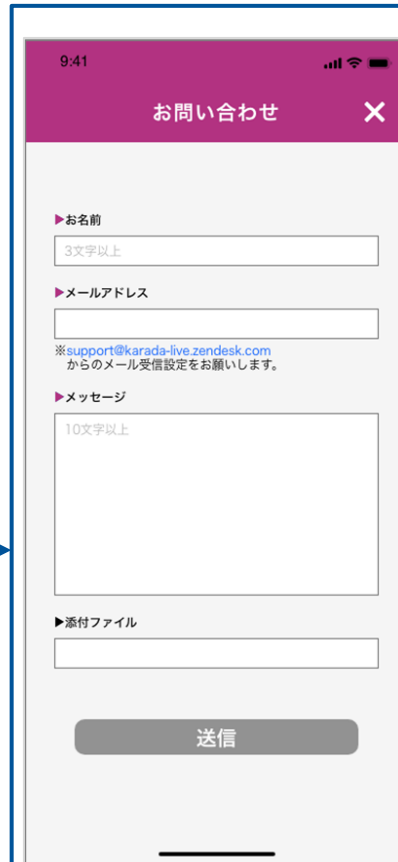 9:41
お問い合わせ
▶お名前
3文字以上
▶メールアドレス
※support@karada-live.zendesk.com
からのメール受信設定をお願いします。
▶メッセージ
10文字以上
▶添付ファイル
送信